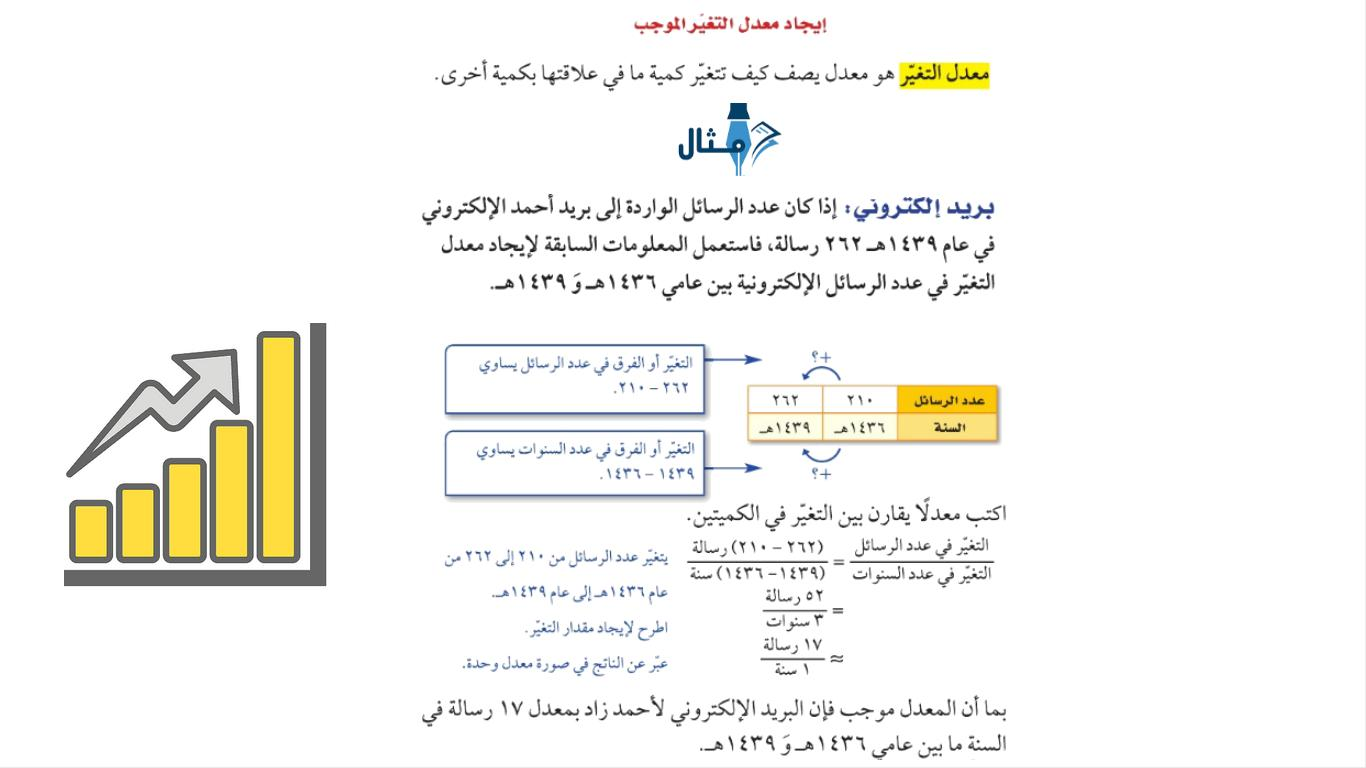 إيجاد معدل التغيّر الموجب
معدل التغيّر هو معدل يصف كيف تتغيّر كمية ما في علاقتها بكمية أخرى.
مثال
بريد إلكتروني: إذا كان عدد الرسائل الواردة إلى بريد أحمد الإلكتروني
في عام ١٤٣٩هـ ٢٦٢ رسالة، فاستعمل المعلومات السابقة لإيجاد معدل
التغيّر في عدد الرسائل الإلكترونية بين عامي ١٤٣٦هـ وَ ١٤٣٩هـ.
+؟
عدد الرسائل ٢١٠ ٢٦٢
السنة ١٤٣٦هـ ١٤٣٩هـ
+؟
التغيّر أو الفرق في عدد الرسائل يساوي
٢٦٢ – ٢١٠.
التغيّر أو الفرق في عدد السنوات يساوي
١٤٣٩ – ١٤٣٦.
اكتب معدلًا يقارن بين التغيّر في الكميتين.
التغيّر في عدد الرسائل = (٢٦٢ – ٢١٠) رسالة
التغيّر في عدد السنوات (١٤٣٩ – ١٤٣٦) سنة
= ٥٢ رسالة
٣ سنوات
≈ ١٧ رسالة
١ سنة
يتغيّر عدد الرسائل من ٢١٠ إلى ٢٦٢ من
عام ١٤٣٦هـ إلى عام ١٤٣٩هـ.
اطرح لإيجاد مقدار التغيّر.
عبّر عن الناتج في صورة معدل وحدة.
بما أن المعدل موجب فإن البريد الإلكتروني لأحمد زاد بمعدل ١٧ رسالة في
السنة ما بين عامي ١٤٣٦هـ وَ ١٤٣٩هـ.